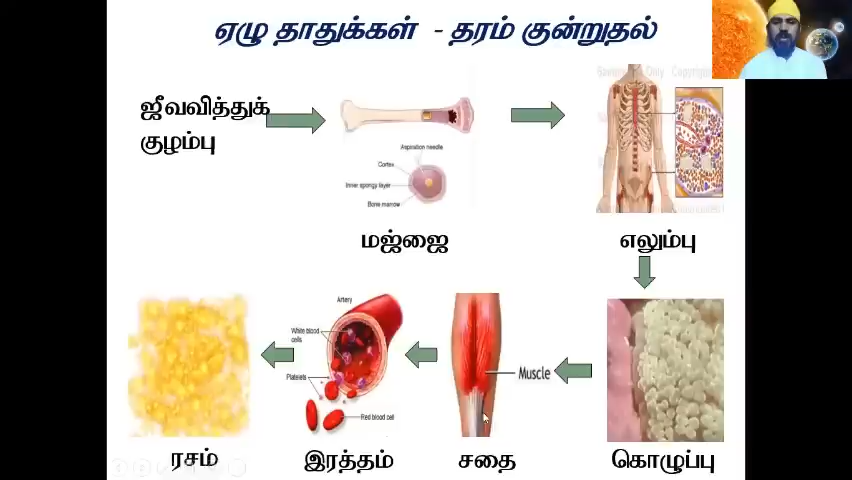 ஏழு தாதுக்கள் - தரம் குன்றுதல்
ஜீவவித்துக்
குழம்பு
Aspiration needle
Cortex
Inner spongy layer
Bone marrow
மஜ்ஜை
எலும்பு
Artery
White blood
cells
Platelets
Red blood cell
Muscle
ரசம்
இரத்தம்
சதை
கொழுப்பு